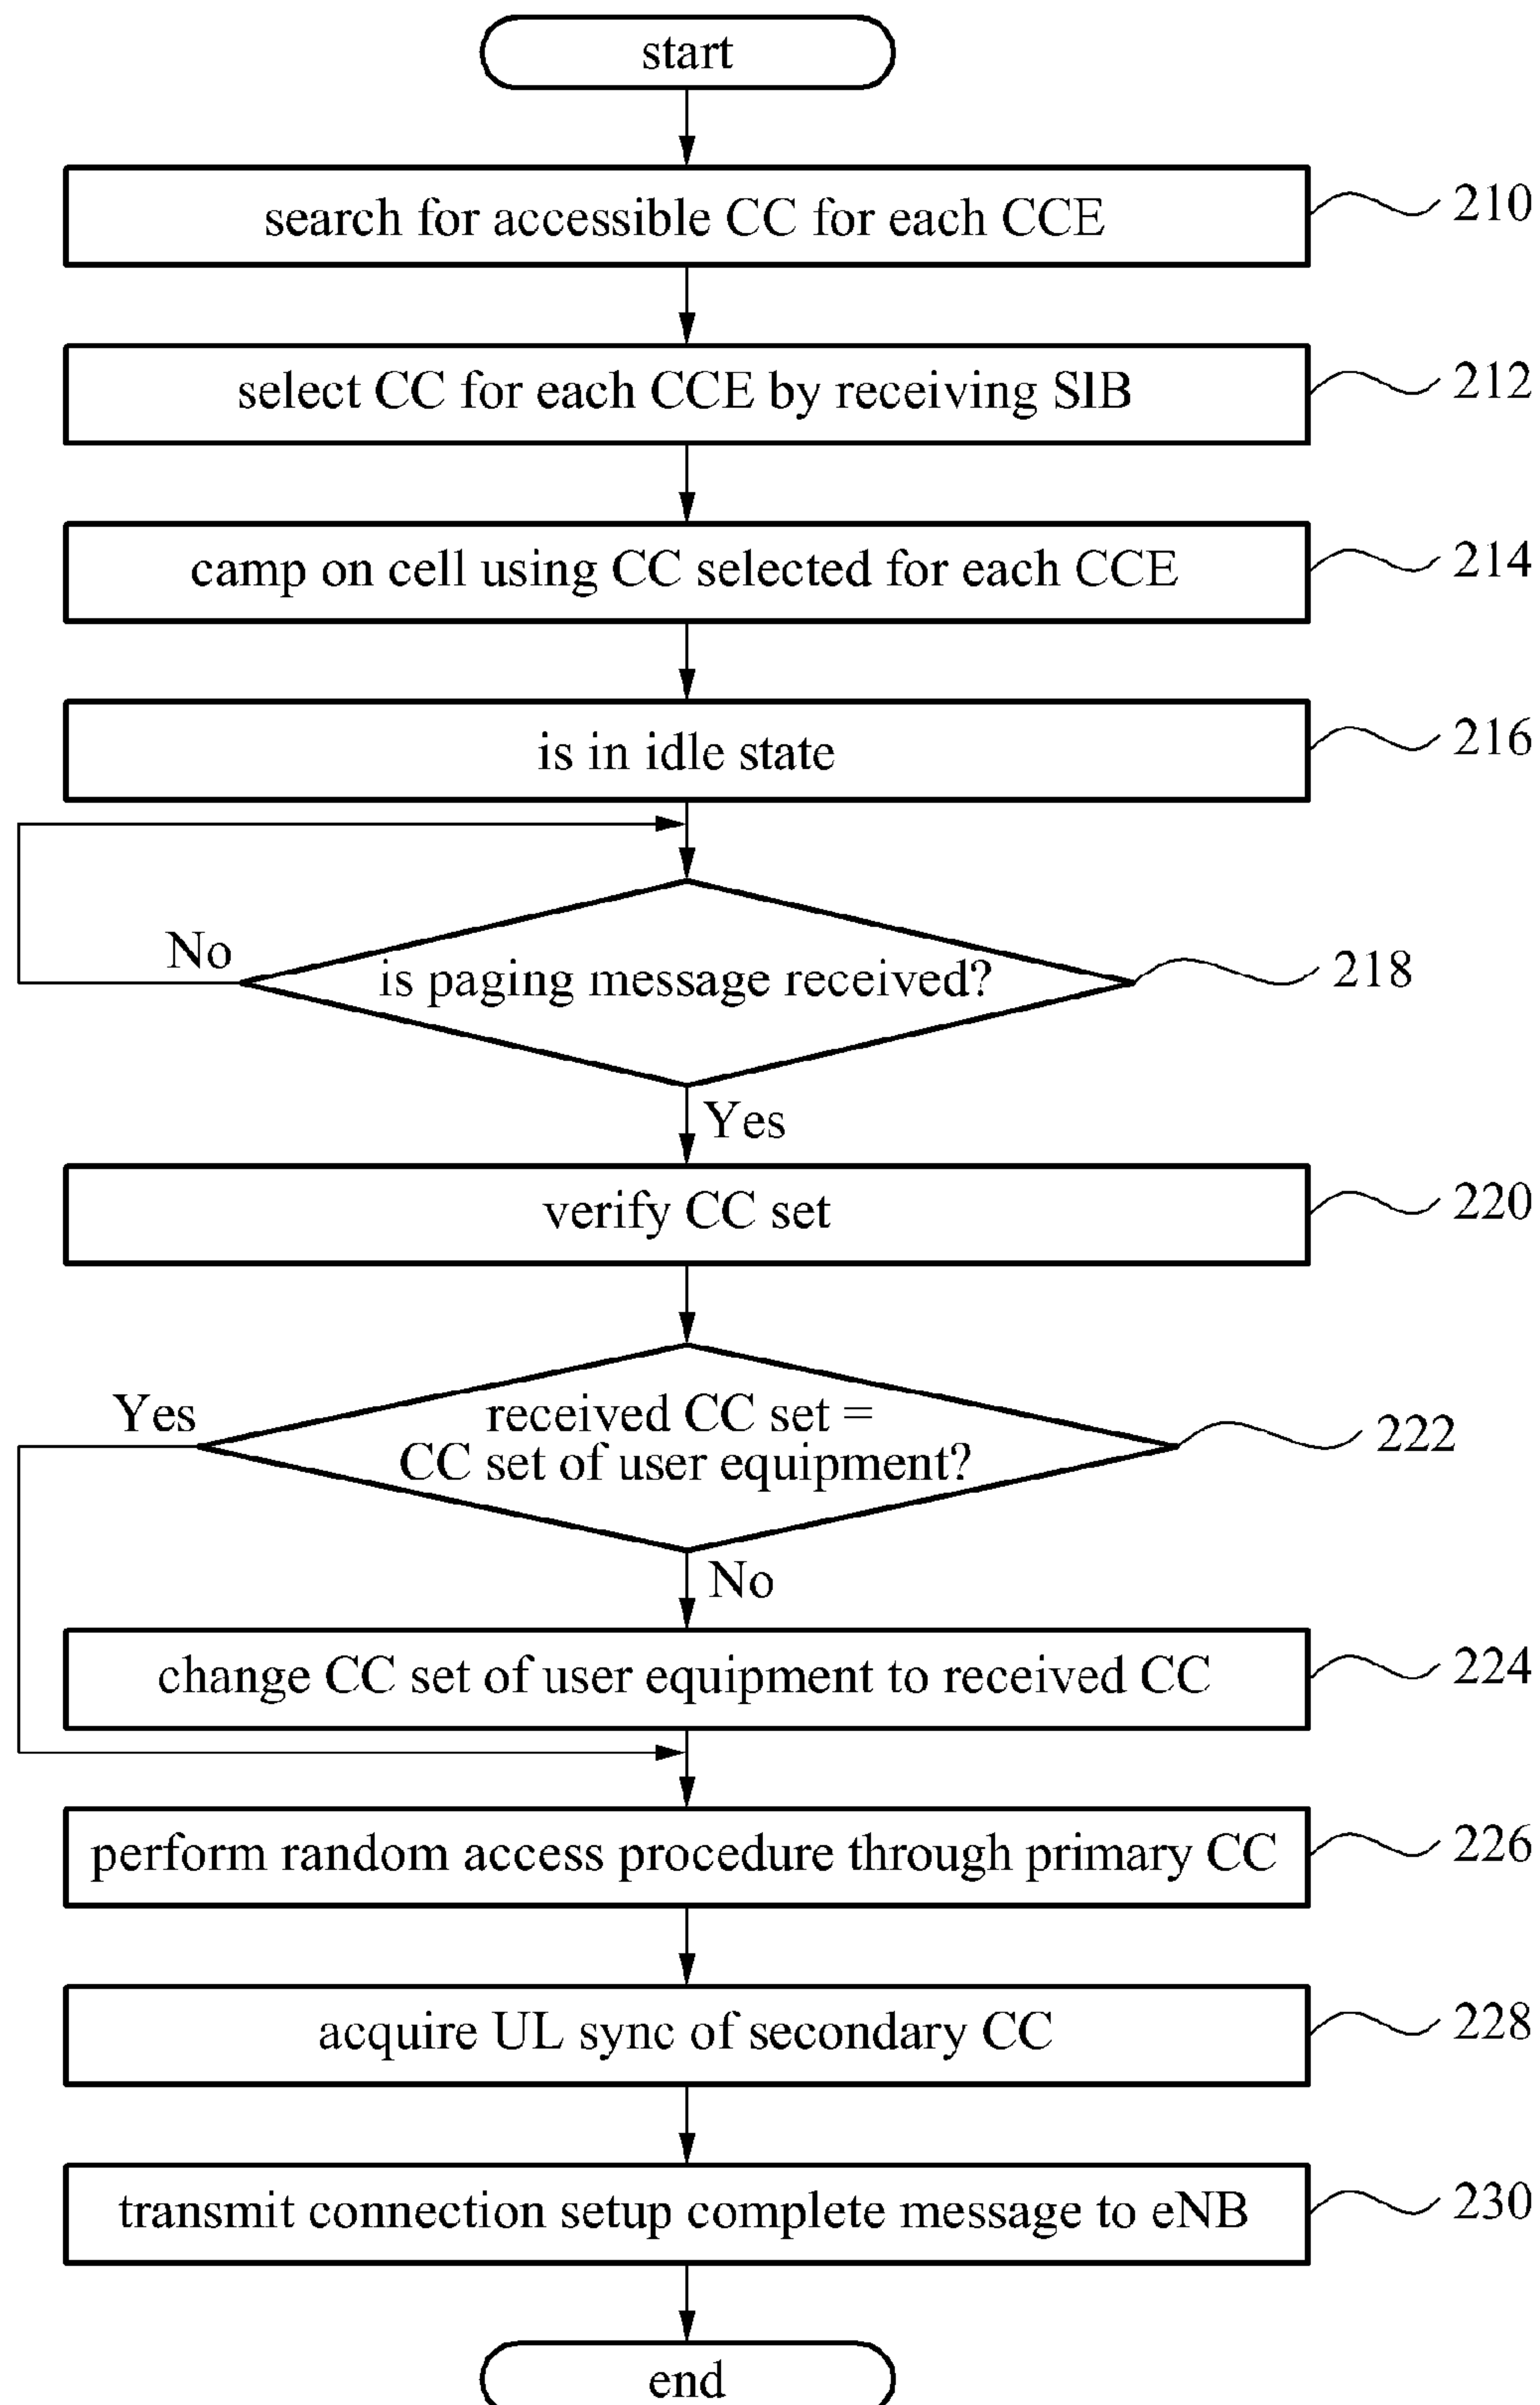 start
search for accessible CC for each CCE
210
select CC for each CCE by receiving SIB
212
camp on cell using CC selected for each CCE
214
is in idle state
216
No
is paging message received?
218
Yes
verify CC set
220
Yes
received CC set =
CC set of user equipment?
222
No
change CC set of user equipment to received CC
224
perform random access procedure through primary CC
226
acquire UL sync of secondary CC
228
transmit connection setup complete message to eNB
230
end